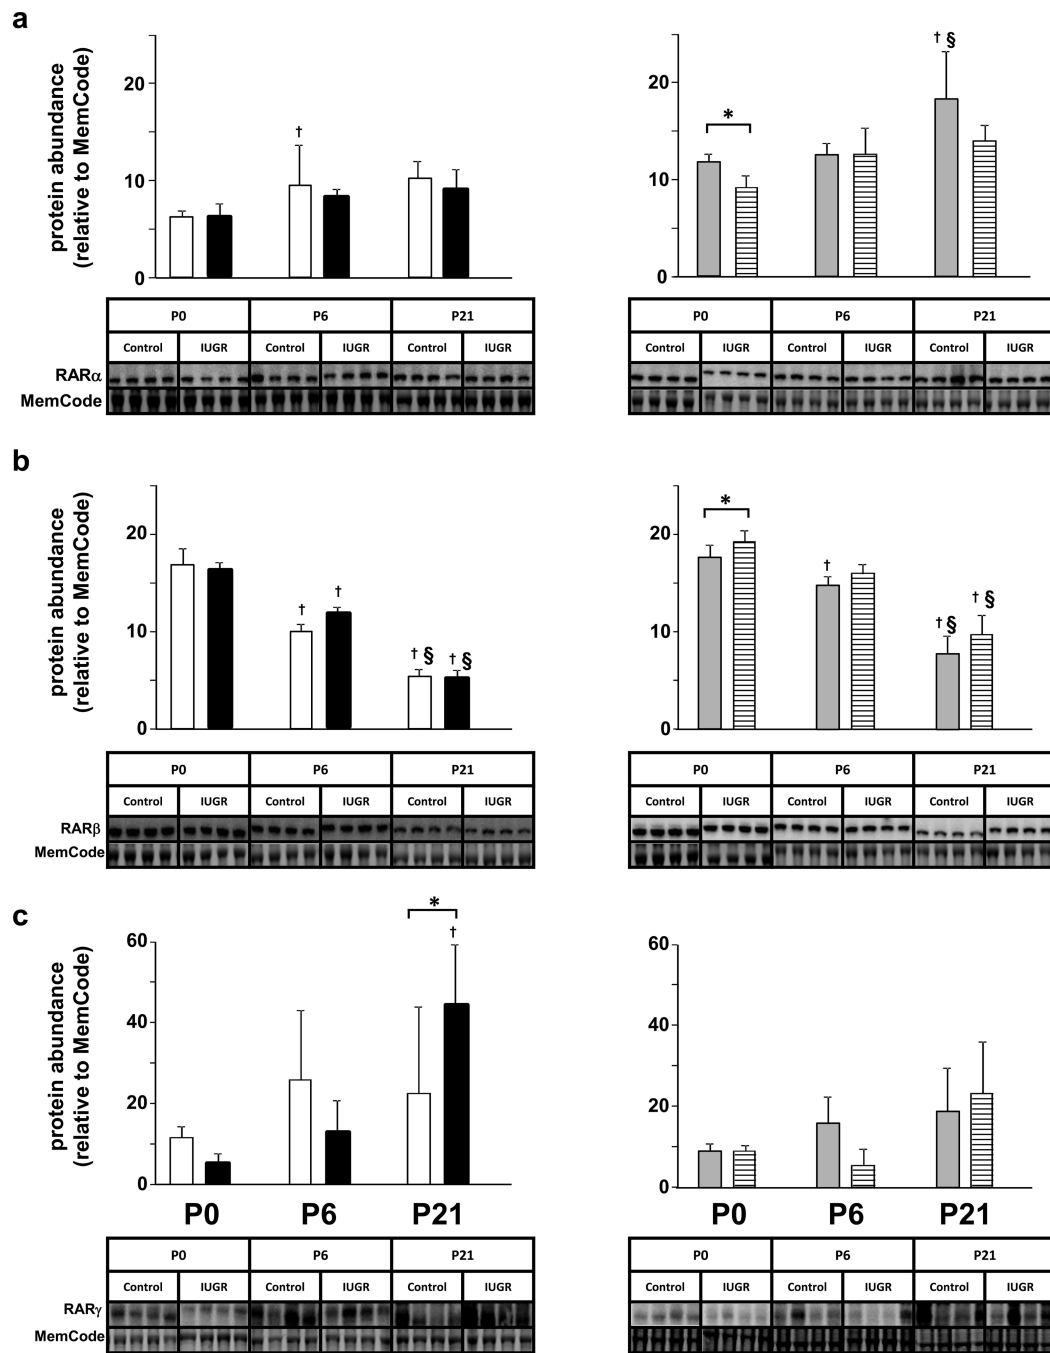 a
protein abundance
(relative to MemCode)
20
10
0
†
20
10
0
*
† §
P0 P6 P21
Control IUGR Control IUGR Control IUGR
RARα
MemCode
P0 P6 P21
Control IUGR Control IUGR Control IUGR
b
protein abundance
(relative to MemCode)
20
10
0
†
†
† §
† §
20
10
0
*
†
† §
† §
P0 P6 P21
Control IUGR Control IUGR Control IUGR
RARβ
MemCode
P0 P6 P21
Control IUGR Control IUGR Control IUGR
c
protein abundance
(relative to MemCode)
60
40
20
0
*
†
P0 P6 P21
60
40
20
0
P0 P6 P21
P0 P6 P21
Control IUGR Control IUGR Control IUGR
RARγ
MemCode
P0 P6 P21
Control IUGR Control IUGR Control IUGR